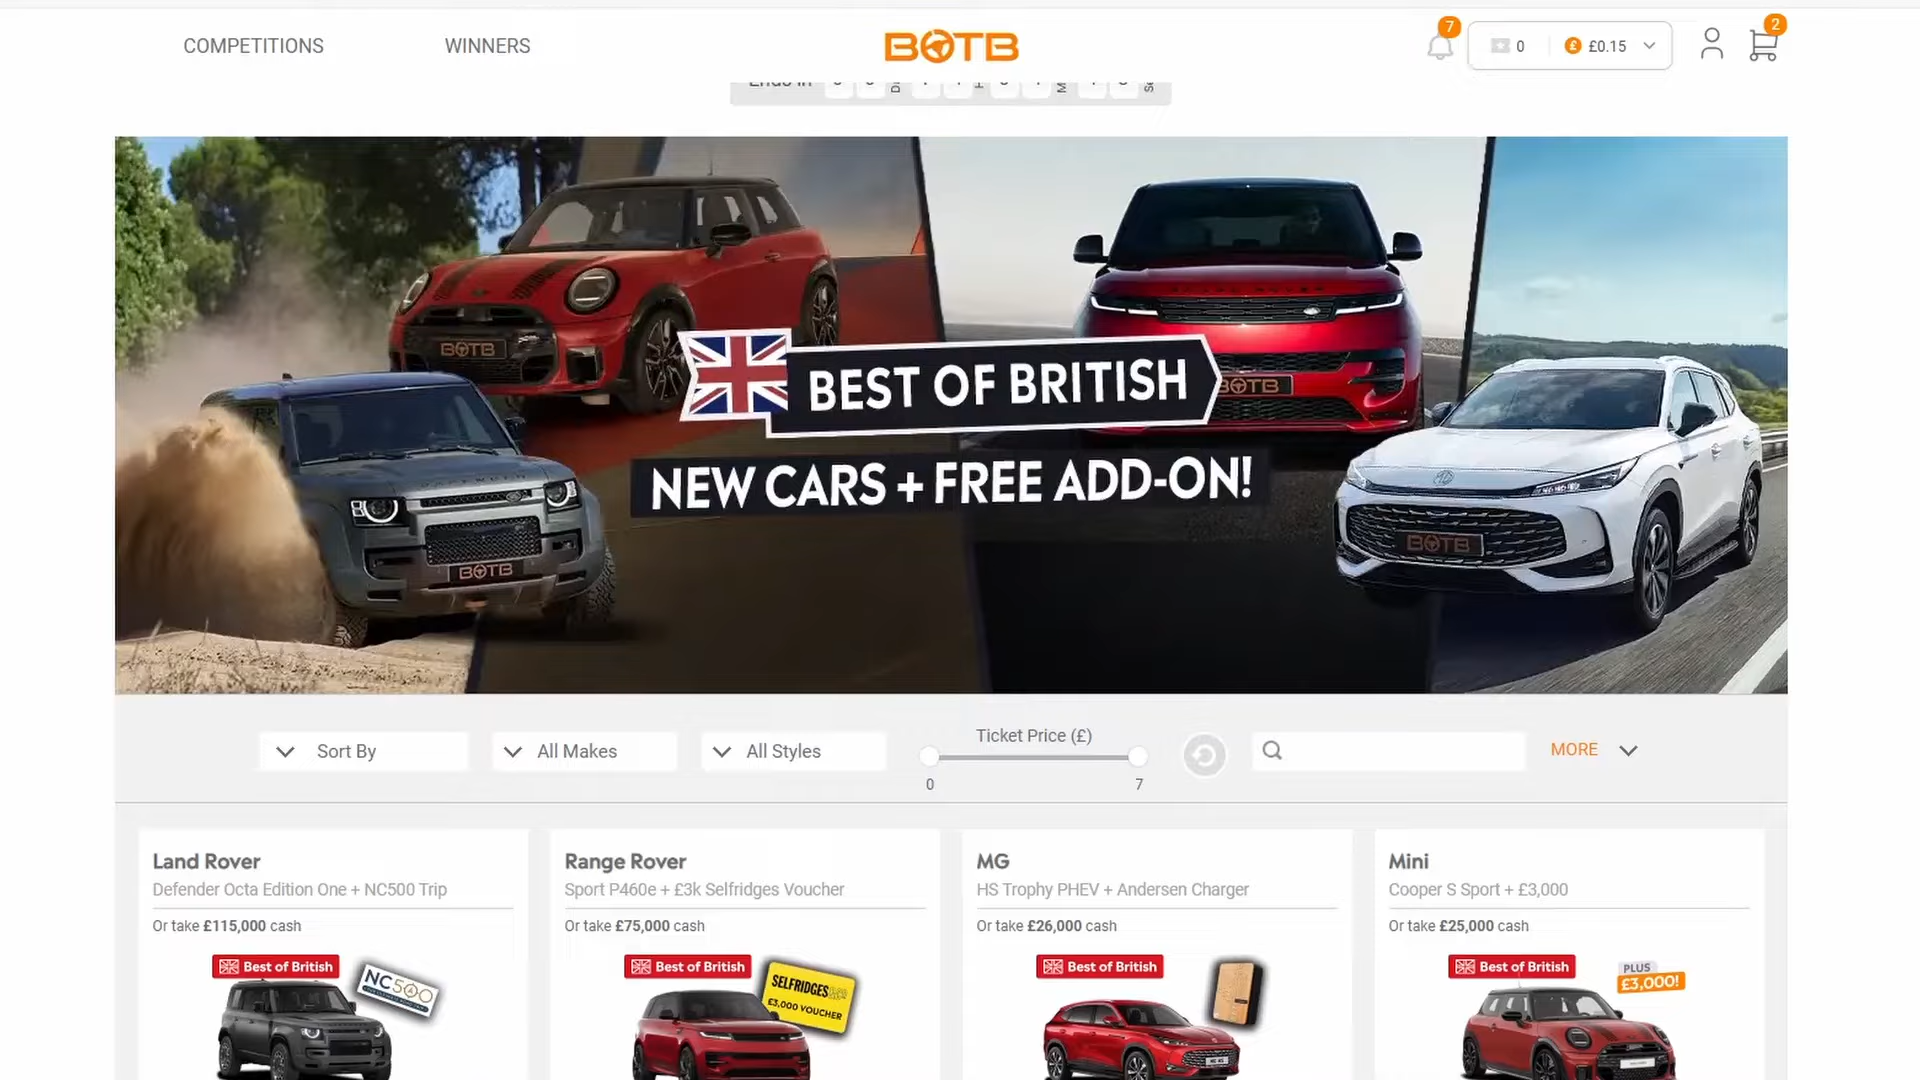 COMPETITIONS
WINNERS
BOTB
7
0
£0.15
2
Ends in
BOTB
BOTB
BOTB
BOTB
BEST OF BRITISH
NEW CARS + FREE ADD-ON!
Sort By
All Makes
All Styles
Ticket Price (£)
0
7
MORE
Land Rover
Defender Octa Edition One + NC500 Trip
Or take £115,000 cash
Best of British
NC500
Range Rover
Sport P460e + £3k Selfridges Voucher
Or take £75,000 cash
Best of British
SELFRIDGES
£3,000 VOUCHER
MG
HS Trophy PHEV + Andersen Charger
Or take £26,000 cash
Best of British
Mini
Cooper S Sport + £3,000
Or take £25,000 cash
Best of British
PLUS
£3,000!